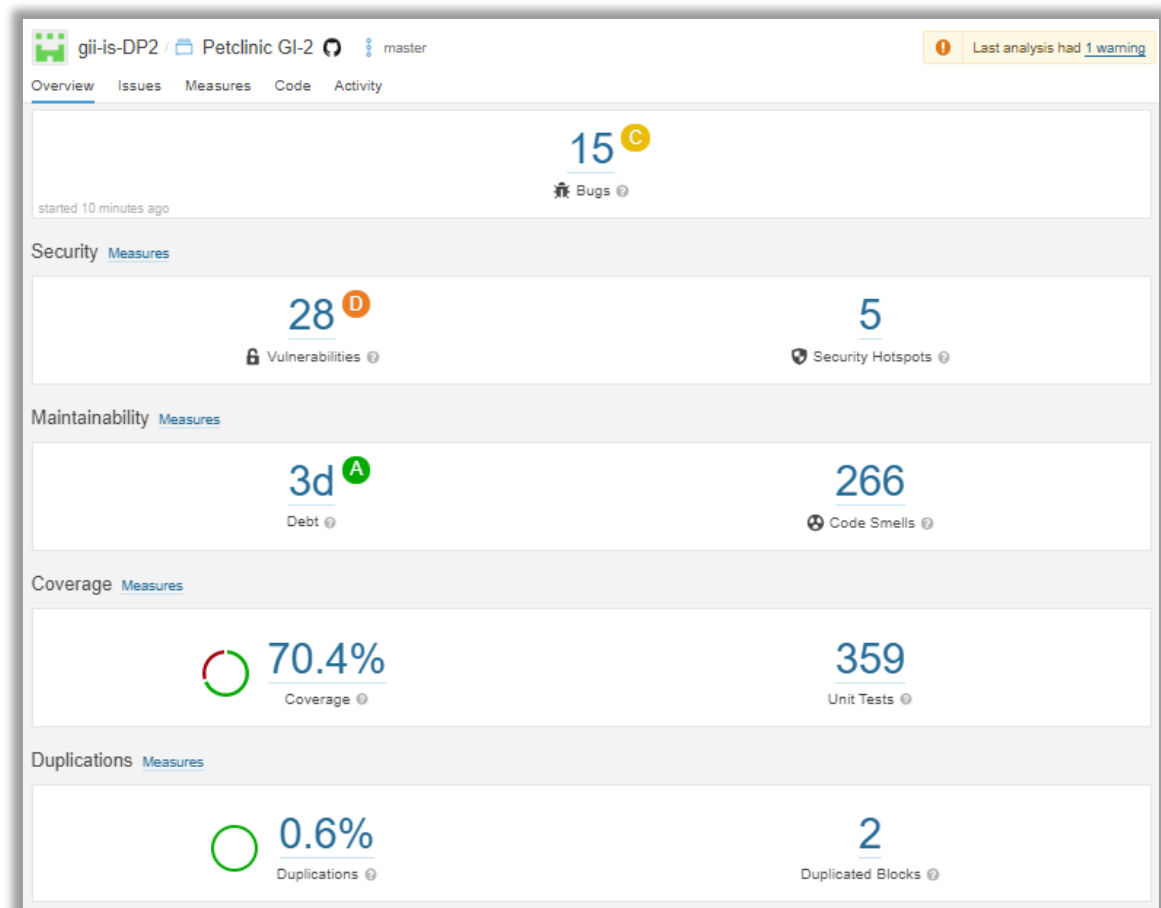 gii-is-DP2 / Petclinic GI-2 master
Last analysis had 1 warning
Overview Issues Measures Code Activity
15 C
Bugs
started 10 minutes ago
Security Measures
28 D
Vulnerabilities
5
Security Hotspots
Maintainability Measures
3d A
Debt
266
Code Smells
Coverage Measures
70.4%
Coverage
359
Unit Tests
Duplications Measures
0.6%
Duplications
2
Duplicated Blocks